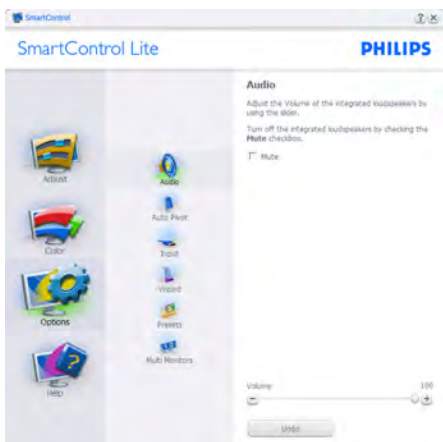 SmartControl
SmartControl Lite
PHILIPS
Adjust
Color
Options
Help
Audio
Auto Pivot
Input
Presets
Multi Monitors
Audio
Adjust the Volume of the integrated loudspeakers by
using the slider.
Turn off the integrated loudspeakers by checking the
Mute checkbox.
Mute
Volume
100
Undo